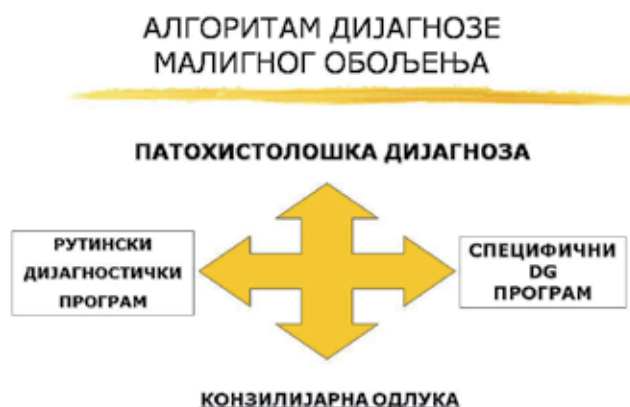 АЛГОРИТАМ ДИЈАГНОЗЕ
МАЛИГНОГ ОБОЉЕЊА
ПАТОХИСТОЛОШКА ДИЈАГНОЗА
РУТИНСКИ
ДИЈАГНОСТИЧКИ
ПРОГРАМ
СПЕЦИФИЧНИ
DG
ПРОГРАМ
КОНЗИЛИЈАРНА ОДЛУКА